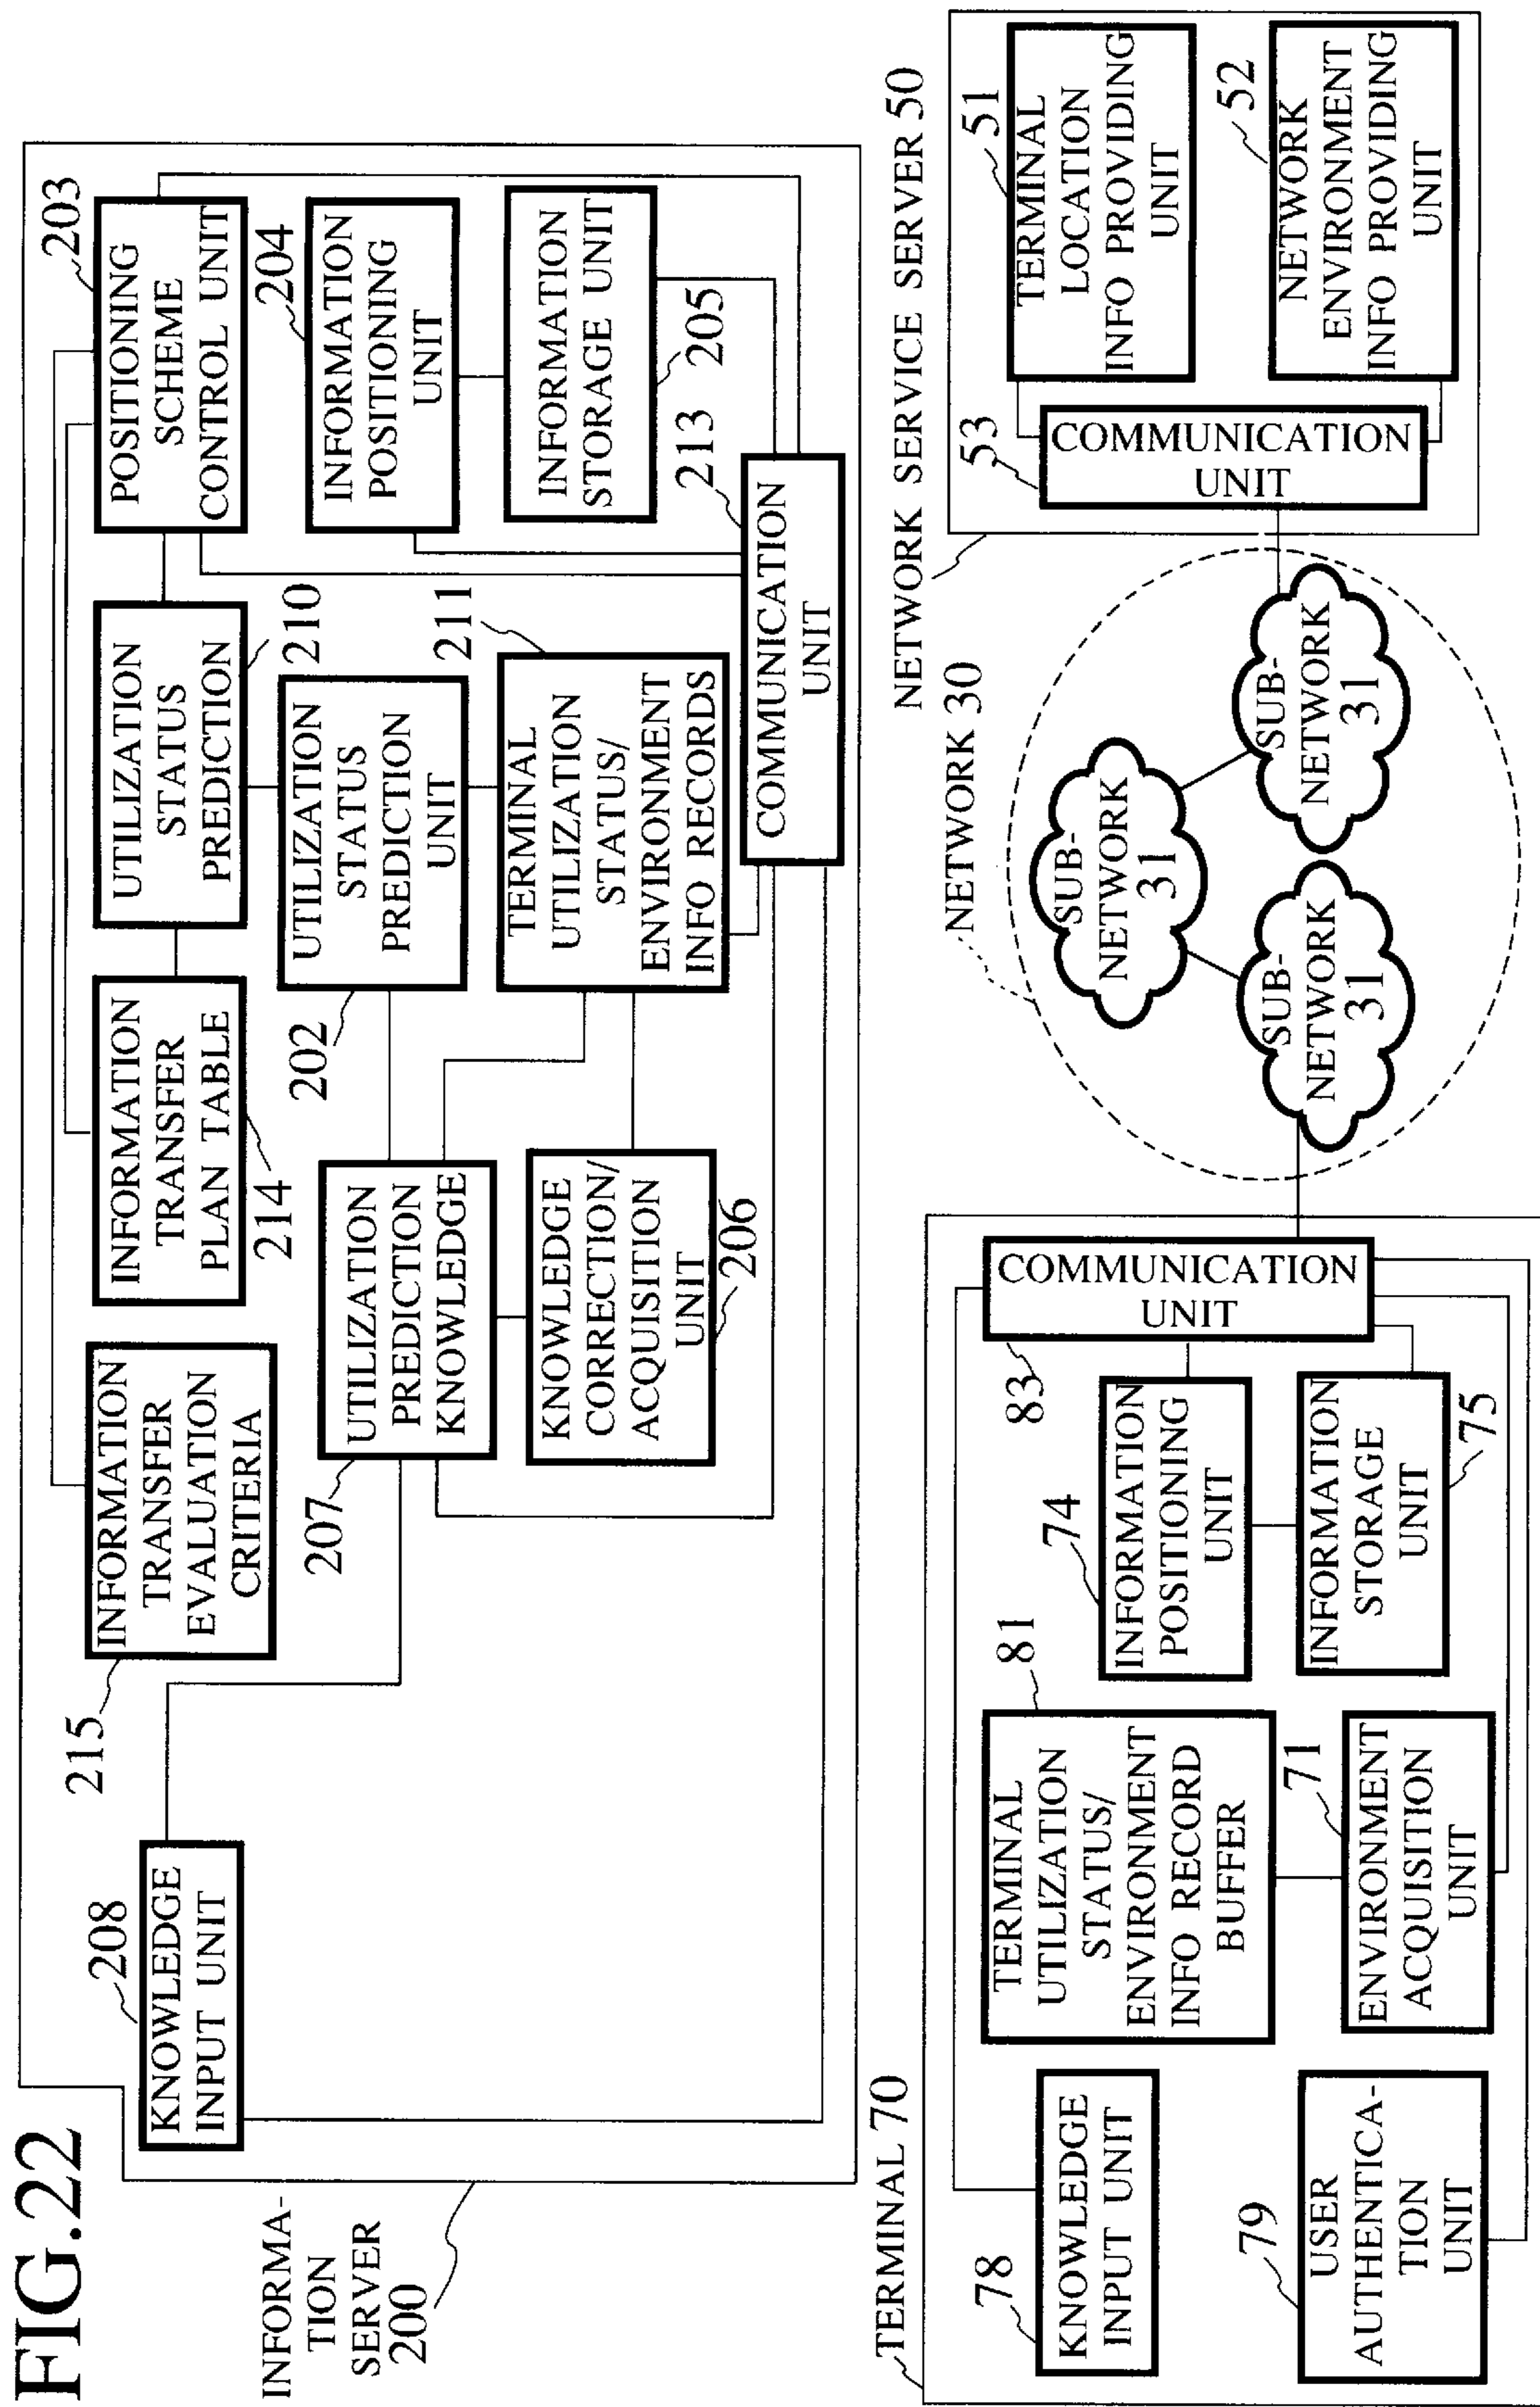 FIG.22
INFORMA-
TION
SERVER
200
208
KNOWLEDGE
INPUT UNIT
215
INFORMATION
TRANSFER
EVALUATION
CRITERIA
INFORMATION
TRANSFER
PLAN TABLE
214
UTILIZATION
STATUS
PREDICTION
210
POSITIONING
SCHEME
CONTROL UNIT
203
207
UTILIZATION
PREDICTION
KNOWLEDGE
202
UTILIZATION
STATUS
PREDICTION
UNIT
INFORMATION
POSITIONING
UNIT
204
KNOWLEDGE
CORRECTION/
ACQUISITION
UNIT
206
TERMINAL
UTILIZATION
STATUS/
ENVIRONMENT
INFO RECORDS
211
INFORMATION
STORAGE UNIT
205
COMMUNICATION
UNIT
213
TERMINAL 70
78
KNOWLEDGE
INPUT UNIT
79
USER
AUTHENTICA-
TION
UNIT
TERMINAL
UTILIZATION
STATUS/
ENVIRONMENT
INFO RECORD
BUFFER
81
71
ENVIRONMENT
ACQUISITION
UNIT
74
INFORMATION
POSITIONING
UNIT
INFORMATION
STORAGE
UNIT
75
83
COMMUNICATION
UNIT
NETWORK 30
SUB-
NETWORK
31
SUB-
NETWORK
31
SUB-
NETWORK
31
NETWORK SERVICE SERVER 50
53
COMMUNICATION
UNIT
51
TERMINAL
LOCATION
INFO PROVIDING
UNIT
52
NETWORK
ENVIRONMENT
INFO PROVIDING
UNIT